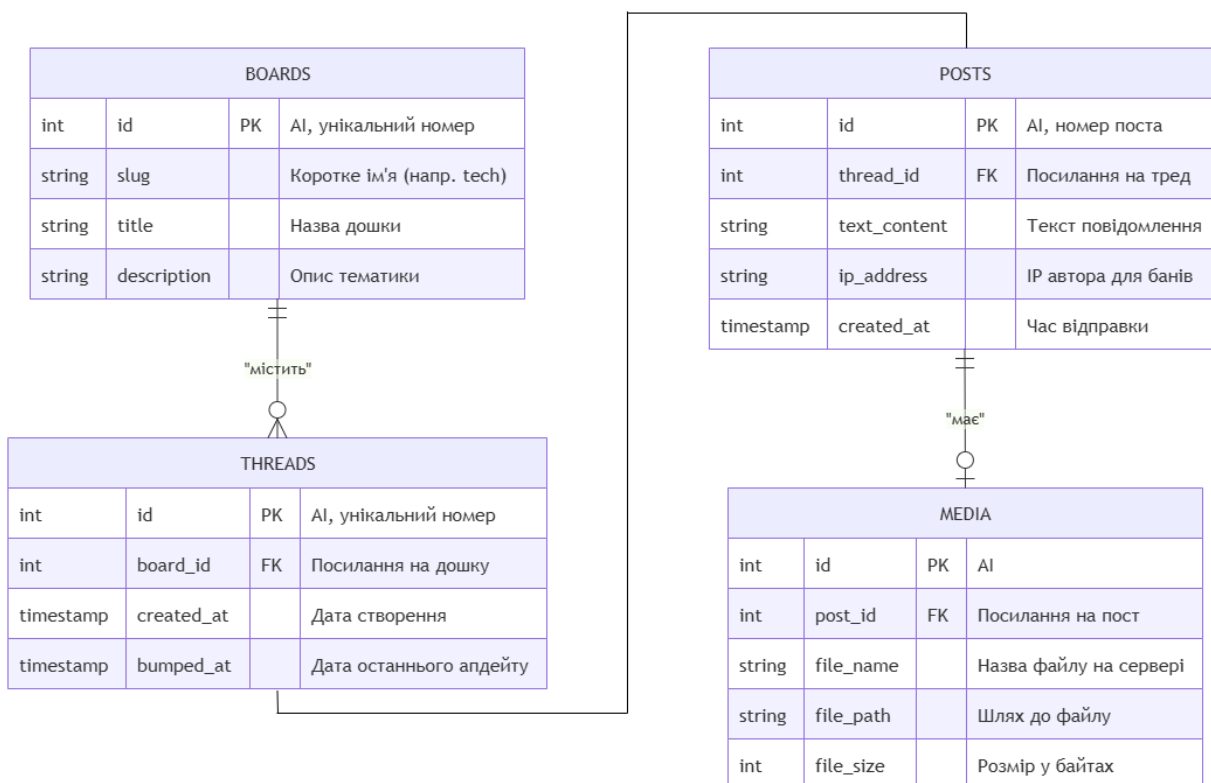 BOARDS
int id PK AI, унікальний номер
string slug Коротке ім'я (напр. tech)
string title Назва дошки
string description Опис тематики
"містить"
THREADS
int id PK AI, унікальний номер
int board_id FK Посилання на дошку
timestamp created_at Дата створення
timestamp bumped_at Дата останнього апдейту
POSTS
int id PK AI, номер поста
int thread_id FK Посилання на тред
string text_content Текст повідомлення
string ip_address IP автора для банів
timestamp created_at Час відправки
"має"
MEDIA
int id PK AI
int post_id FK Посилання на пост
string file_name Назва файлу на сервері
string file_path Шлях до файлу
int file_size Розмір у байтах